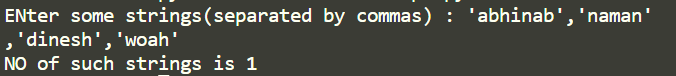 ENter some strings(separated by commas) : 'abhinab','naman'
,'dinesh','woah'
NO of such strings is 1